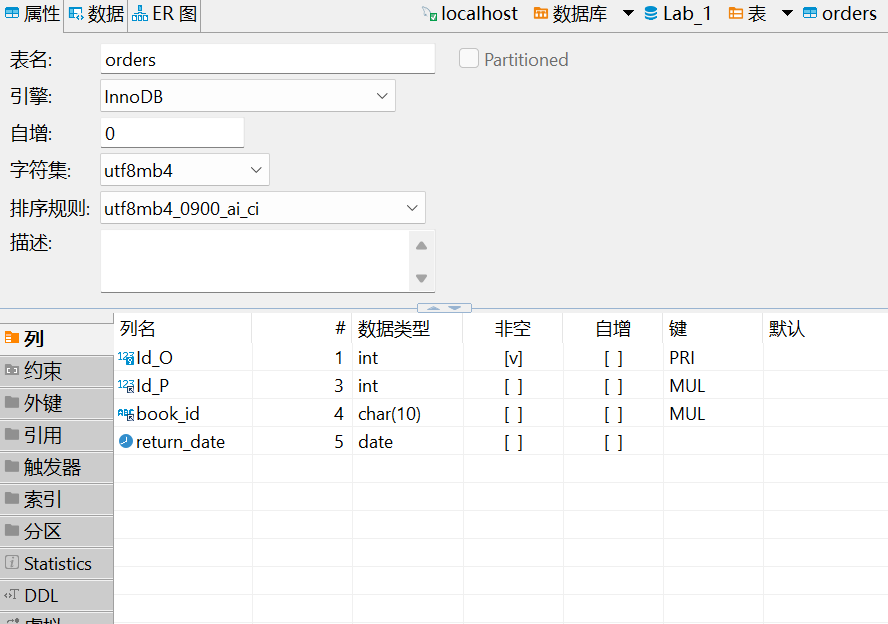 属性 数据 ER 图 localhost 数据库 Lab_1 表 orders
表名: orders Partitioned
引擎: InnoDB
自增: 0
字符集: utf8mb4
排序规则: utf8mb4_0900_ai_ci
描述:
列 列名 # 数据类型 非空 自增 键 默认
Id_O 1 int [v] [ ] PRI
约束 Id_P 3 int [ ] [ ] MUL
外键 book_id 4 char(10) [ ] [ ] MUL
引用 return_date 5 date [ ] [ ]
触发器
索引
分区
Statistics
DDL
虚拟